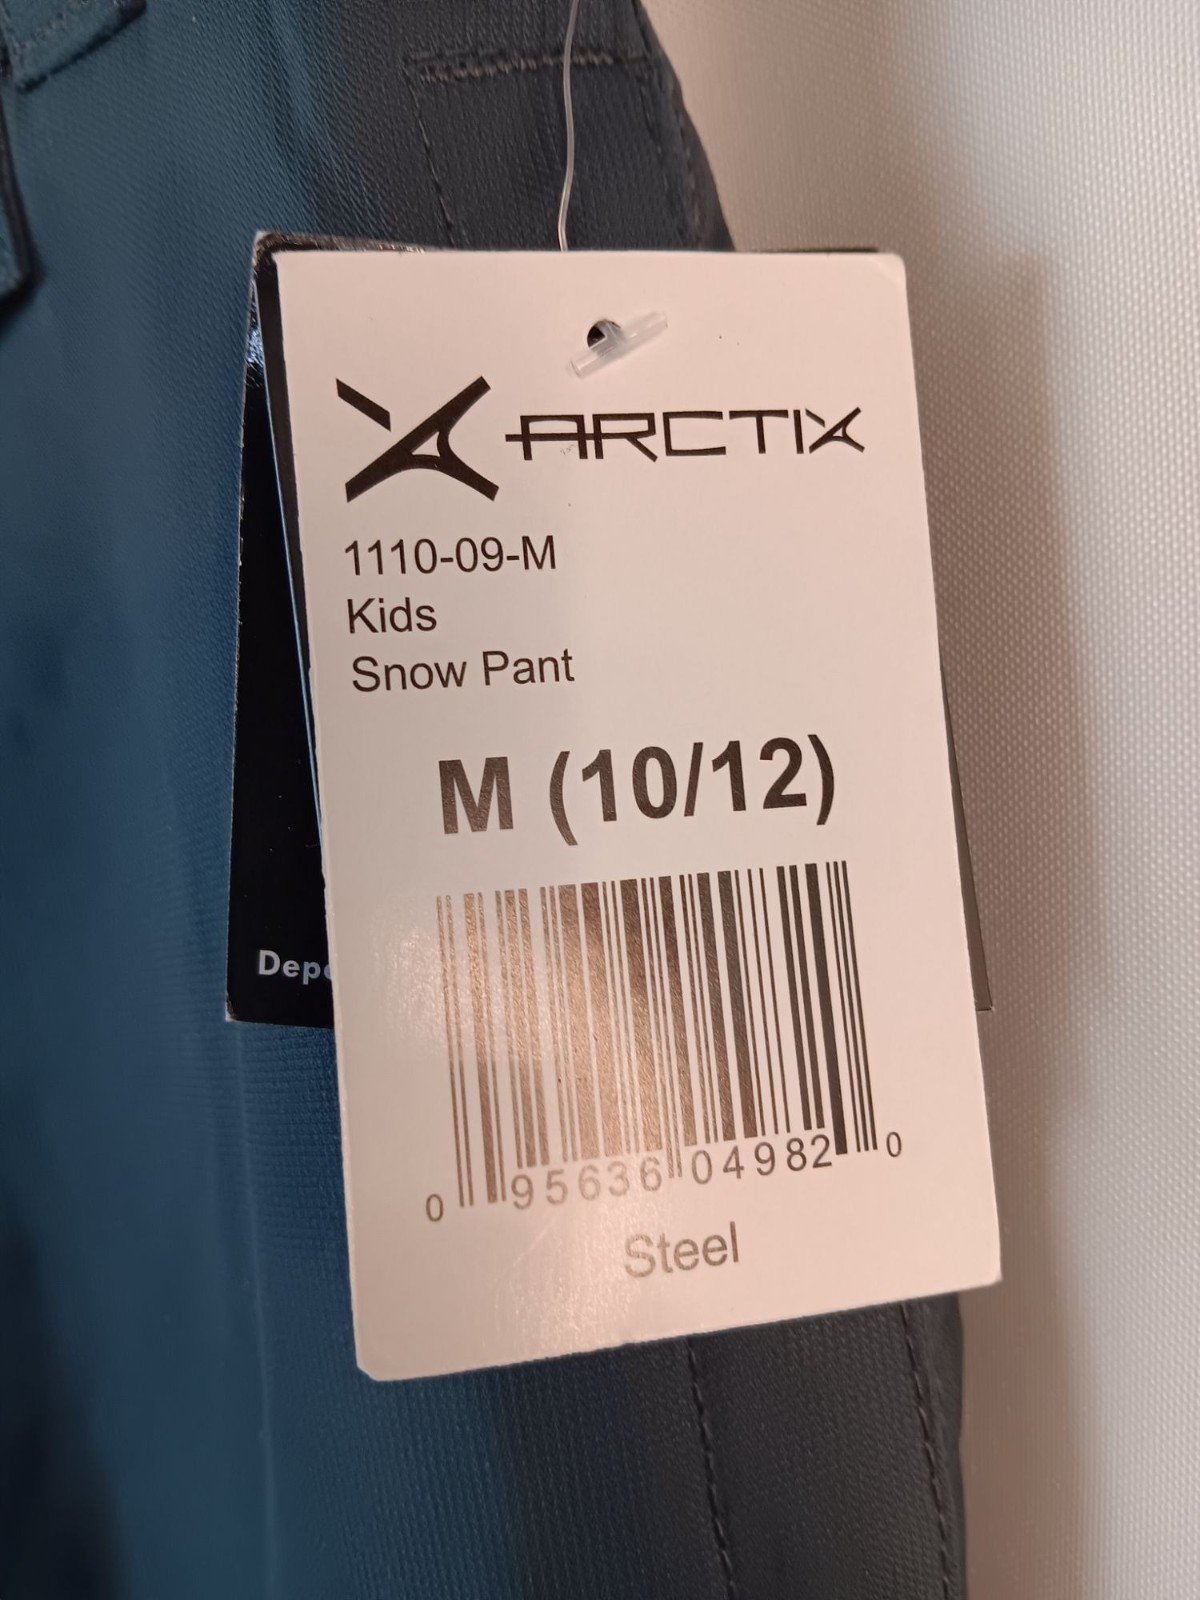 ARCTIX
1110-09-M
Kids
Snow Pant
M (10/12)
0 95636 04982 0
Steel